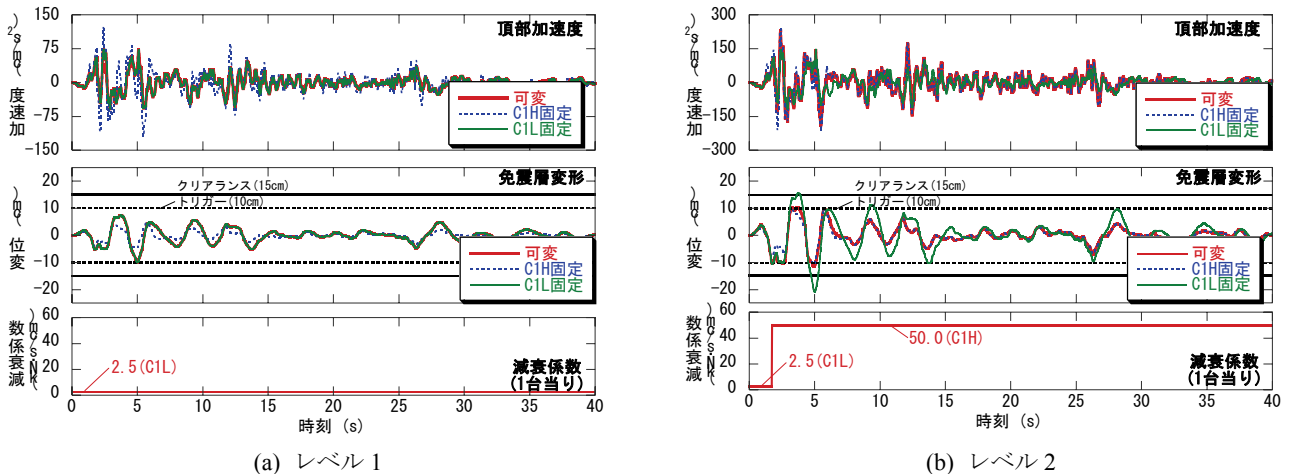 頂部加速度
加速度 (cm/s²)
150
75
0
-75
-150
可変
C1H固定
C1L固定
免震層変形
クリアランス(15cm)
トリガー(10cm)
変位 (cm)
20
10
0
-10
-20
可変
C1H固定
C1L固定
減衰係数 (kN·s/cm)
60
40
20
0
2.5(C1L)
減衰係数
(1台当り)
0 5 10 15 20 25 30 35 40
時刻 (s)
(a) レベル 1
頂部加速度
加速度 (cm/s²)
300
150
0
-150
-300
可変
C1H固定
C1L固定
免震層変形
クリアランス(15cm)
トリガー(10cm)
変位 (cm)
20
10
0
-10
-20
可変
C1H固定
C1L固定
減衰係数 (kN·s/cm)
60
40
20
0
50.0(C1H)
2.5(C1L)
減衰係数
(1台当り)
0 5 10 15 20 25 30 35 40
時刻 (s)
(b) レベル 2